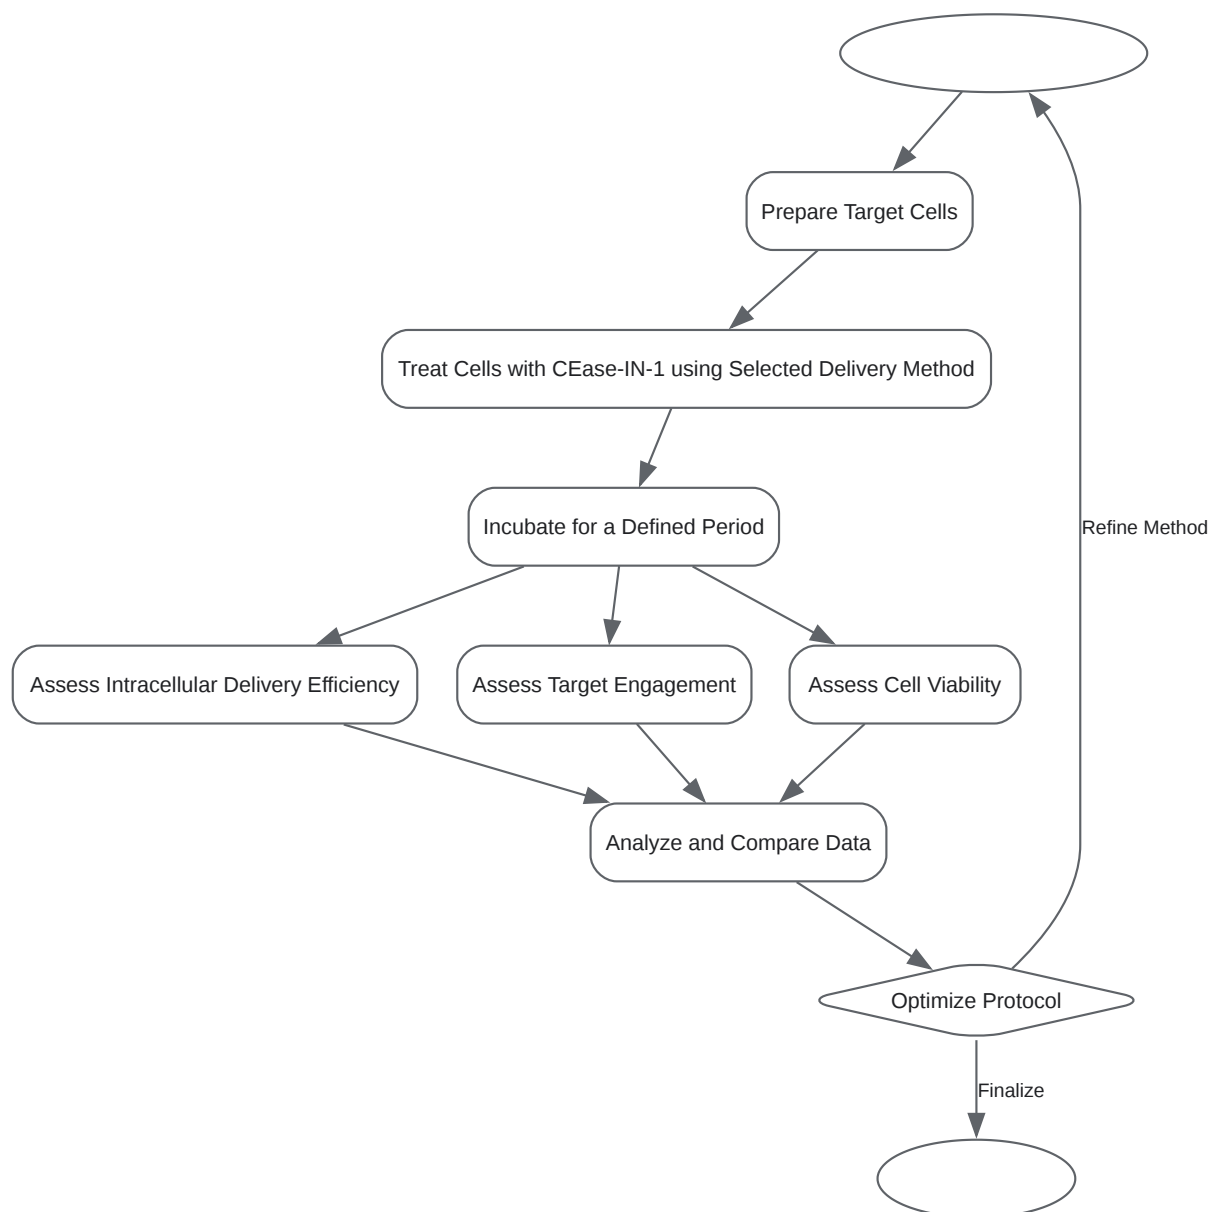 Prepare Target Cells
Treat Cells with CEase-IN-1 using Selected Delivery Method
Incubate for a Defined Period
Refine Method
Assess Intracellular Delivery Efficiency
Assess Target Engagement
Assess Cell Viability
Analyze and Compare Data
Optimize Protocol
Finalize